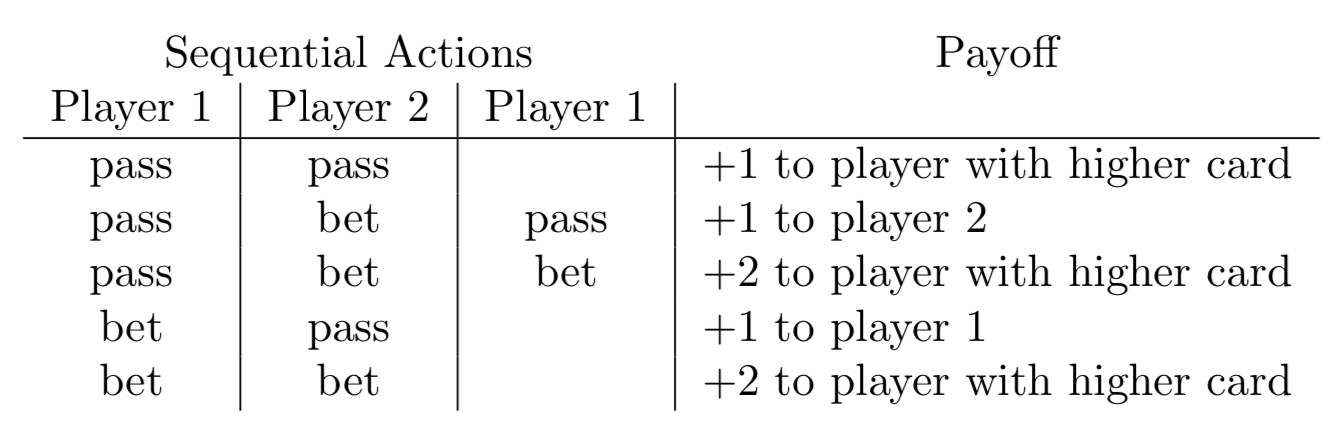 Sequential Actions Payoff
Player 1 Player 2 Player 1
pass pass +1 to player with higher card
pass bet pass +1 to player 2
pass bet bet +2 to player with higher card
bet pass +1 to player 1
bet bet +2 to player with higher card